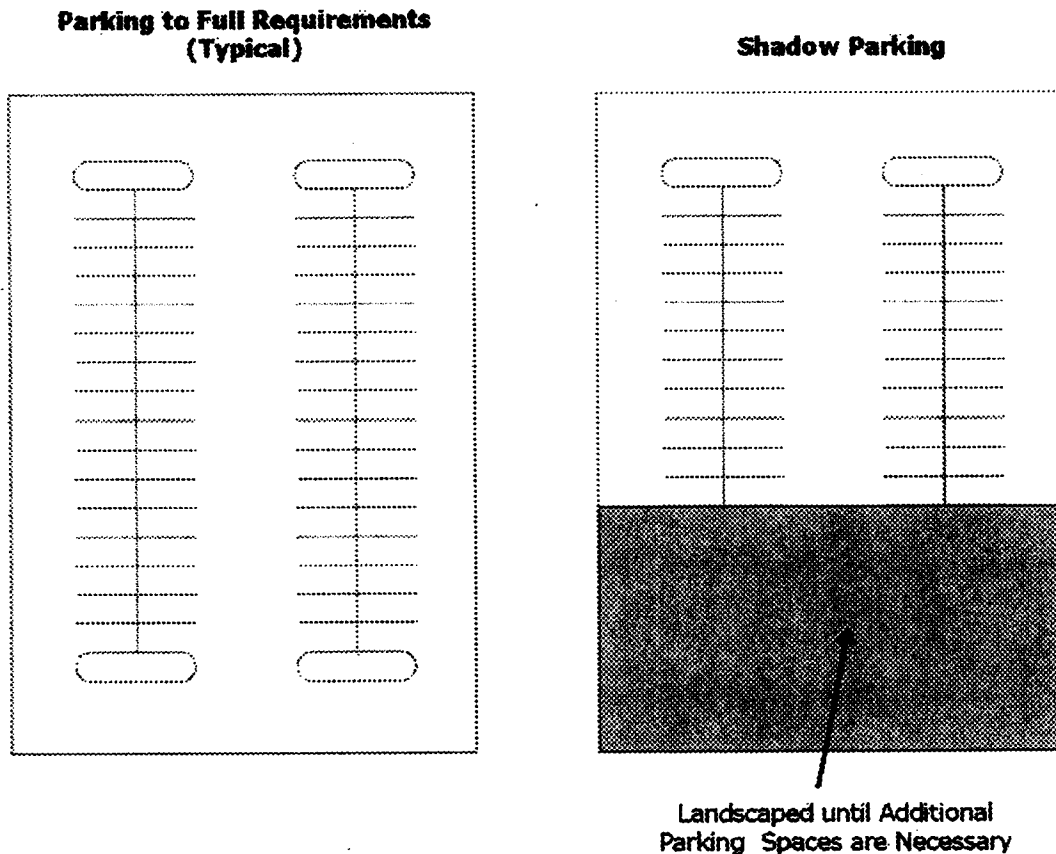 Parking to Full Requirements
(Typical)
Shadow Parking
Landscaped until Additional
Parking Spaces are Necessary